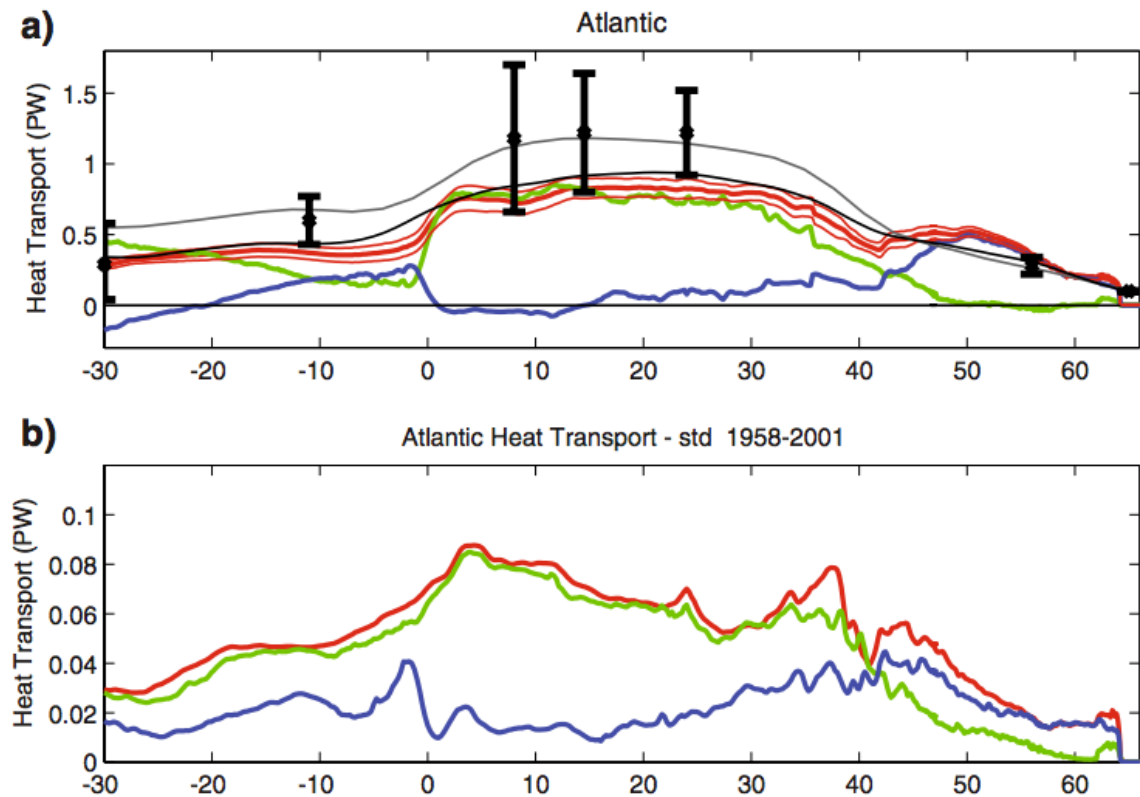 a)
Atlantic
Heat Transport (PW)
1.5
1
0.5
0
-30 -20 -10 0 10 20 30 40 50 60
b)
Atlantic Heat Transport - std 1958-2001
Heat Transport (PW)
0.1
0.08
0.06
0.04
0.02
0
-30 -20 -10 0 10 20 30 40 50 60